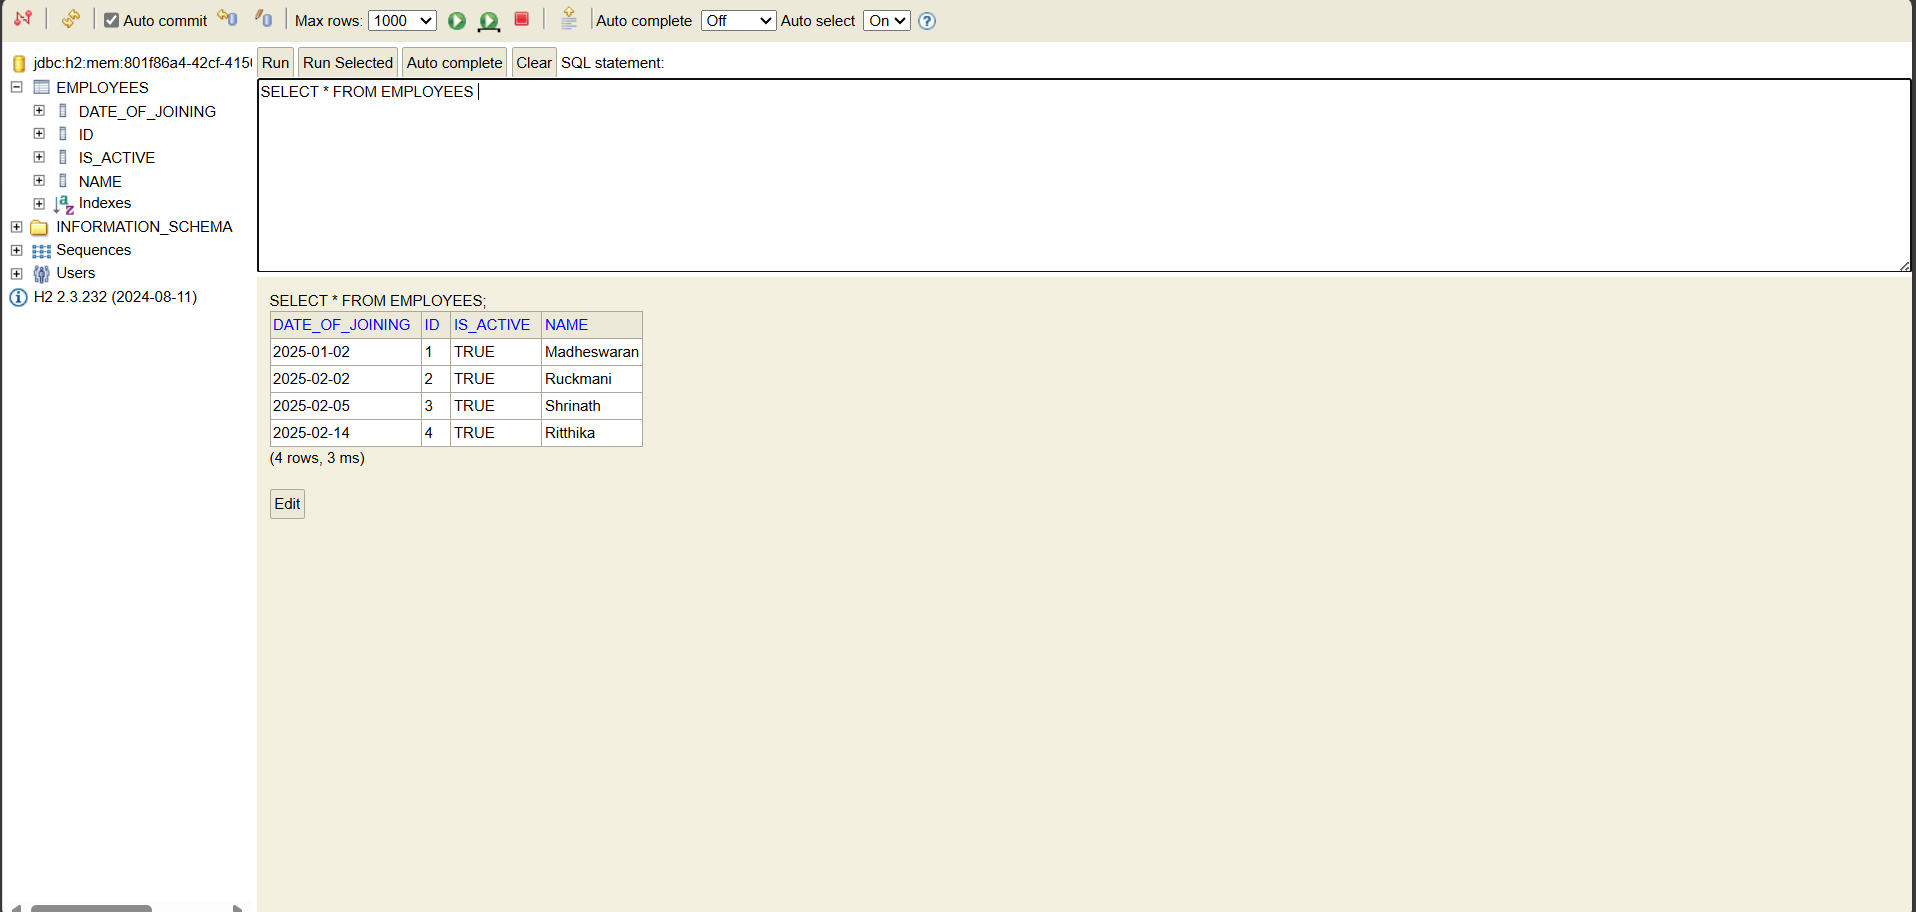 Auto commit Max rows: 1000 Auto complete Off Auto select On ?
jdbc:h2:mem:801f86a4-42cf-415
EMPLOYEES
DATE_OF_JOINING
ID
IS_ACTIVE
NAME
Indexes
INFORMATION_SCHEMA
Sequences
Users
H2 2.3.232 (2024-08-11)
Run Run Selected Auto complete Clear SQL statement:
SELECT * FROM EMPLOYEES
SELECT * FROM EMPLOYEES;
DATE_OF_JOINING ID IS_ACTIVE NAME
2025-01-02 1 TRUE Madheswaran
2025-02-02 2 TRUE Ruckmani
2025-02-05 3 TRUE Shrinath
2025-02-14 4 TRUE Ritthika
(4 rows, 3 ms)
Edit